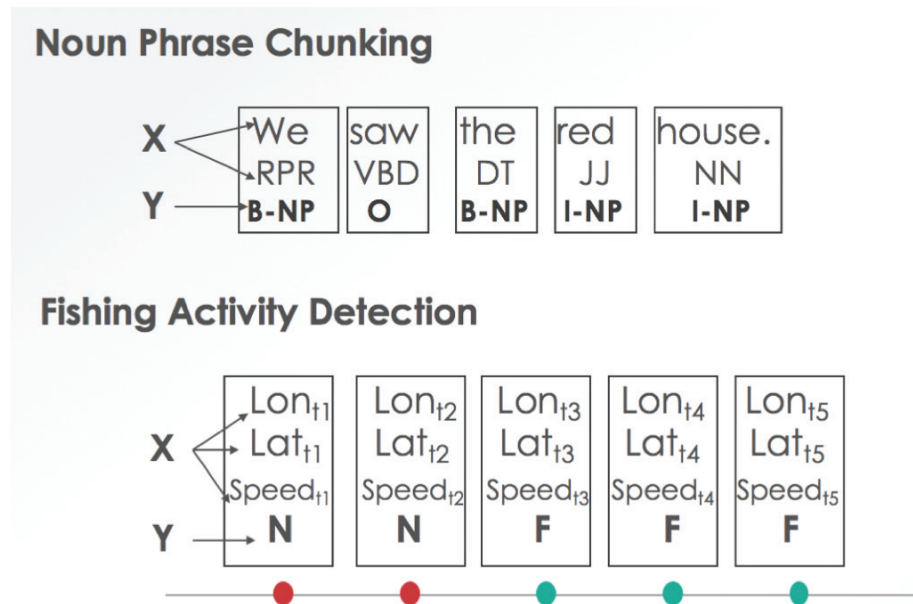 Noun Phrase Chunking
X We saw the red house.
RPR VBD DT JJ NN
Y B-NP O B-NP I-NP I-NP
Fishing Activity Detection
Lont1 Lont2 Lont3 Lont4 Lont5
X Latt1 Latt2 Latt3 Latt4 Latt5
Speedt1 Speedt2 Speedt3 Speedt4 Speedt5
Y N N F F F